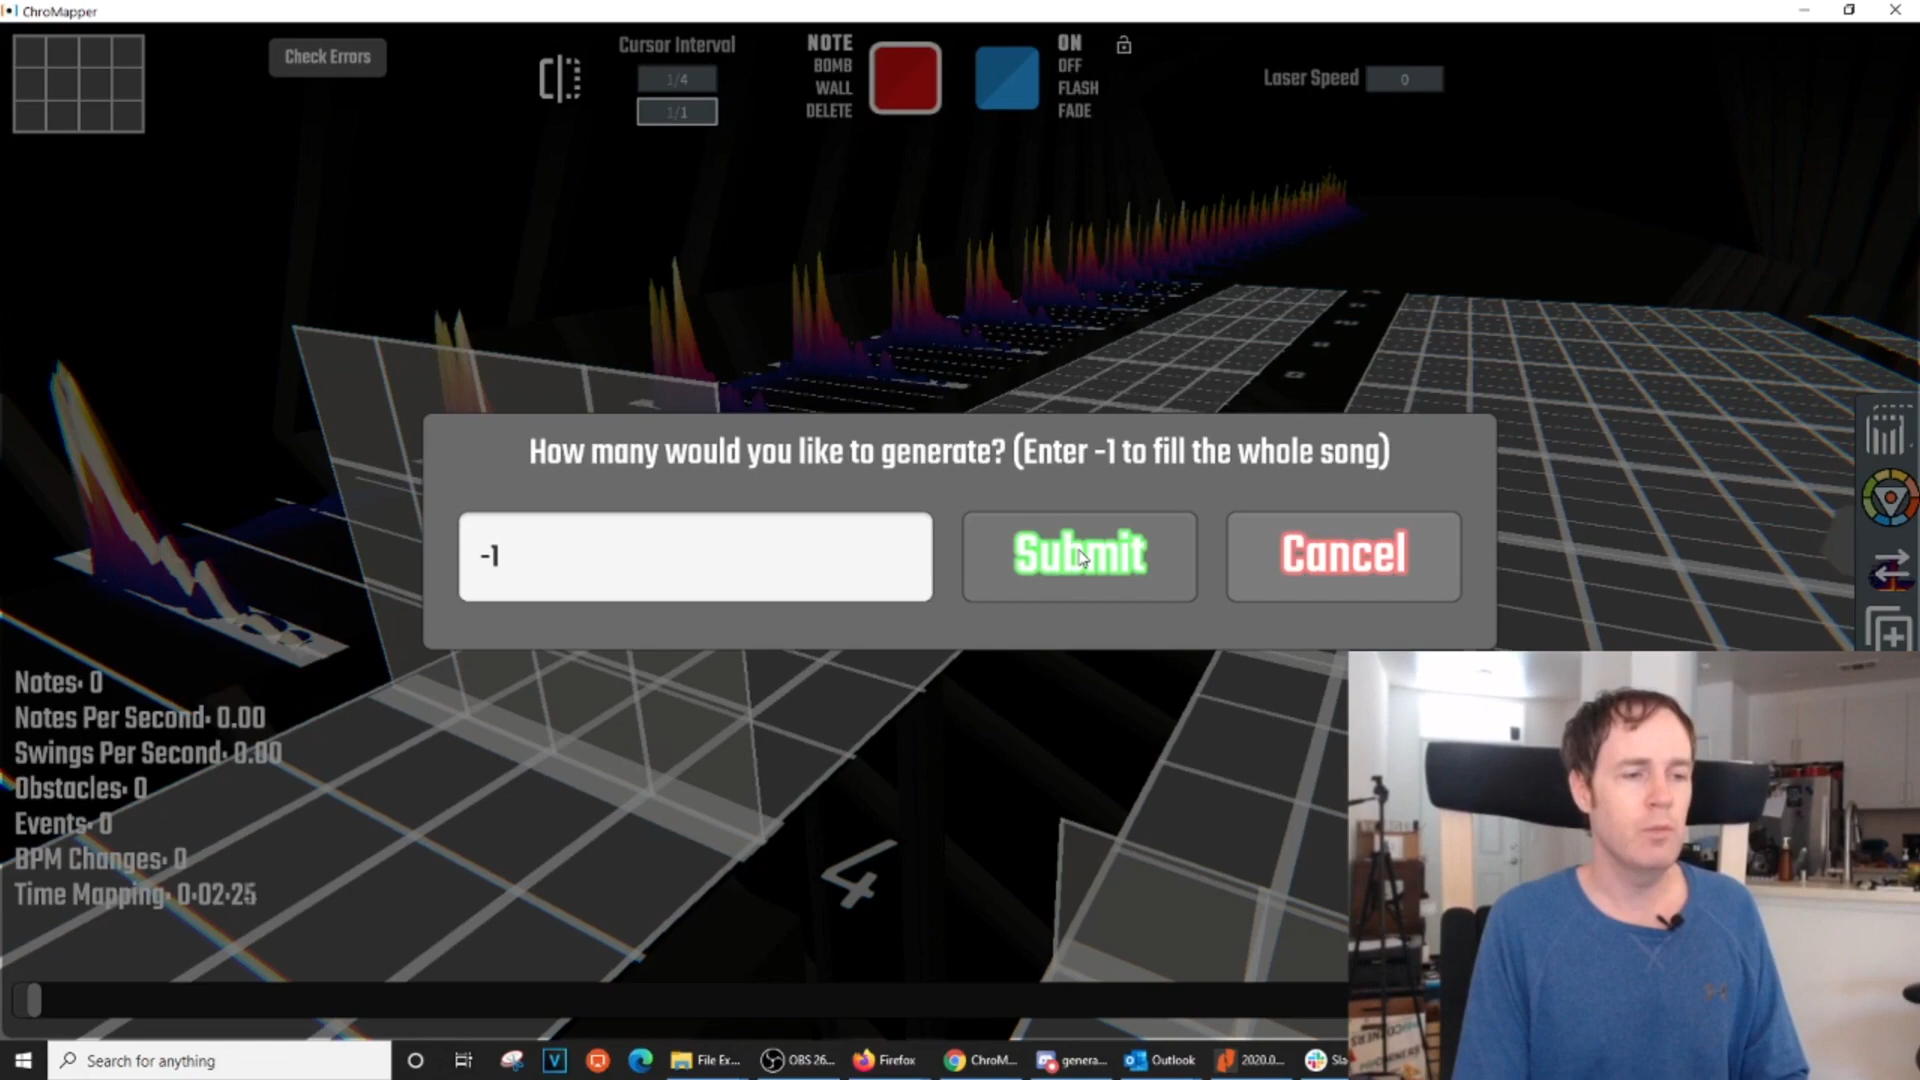 ChroMapper
Check Errors
Cursor Interval
1/4
1/1
NOTE
BOMB
WALL
DELETE
ON
OFF
FLASH
FADE
Laser Speed 0
How many would you like to generate? (Enter -1 to fill the whole song)
-1
Submit
Cancel
Notes: 0
Notes Per Second: 0.00
Swings Per Second: 0.00
Obstacles: 0
Events: 0
BPM Changes: 0
Time Mapping: 0:02:25
4
Search for anything
File Ex...
OBS 26...
Firefox
ChroM...
genera...
Outlook
2020.0...
Sla